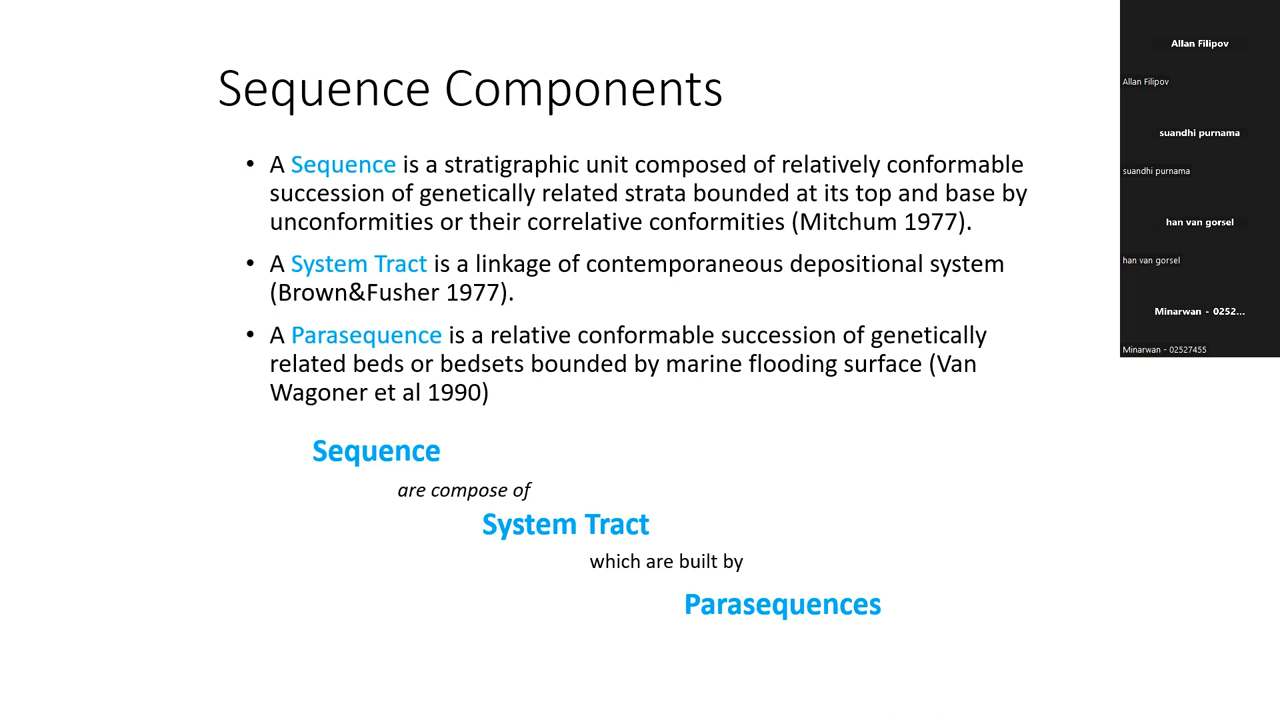 Sequence Components
• A Sequence is a stratigraphic unit composed of relatively conformable
succession of genetically related strata bounded at its top and base by
unconformities or their correlative conformities (Mitchum 1977).
• A System Tract is a linkage of contemporaneous depositional system
(Brown&Fusher 1977).
• A Parasequence is a relative conformable succession of genetically
related beds or bedsets bounded by marine flooding surface (Van
Wagoner et al 1990)
Sequence
are compose of
System Tract
which are built by
Parasequences
Allan Filipov
Allan Filipov
suandhi purnama
suandhi purnama
han van gorsel
han van gorsel
Minarwan - 0252...
Minarwan - 02527455